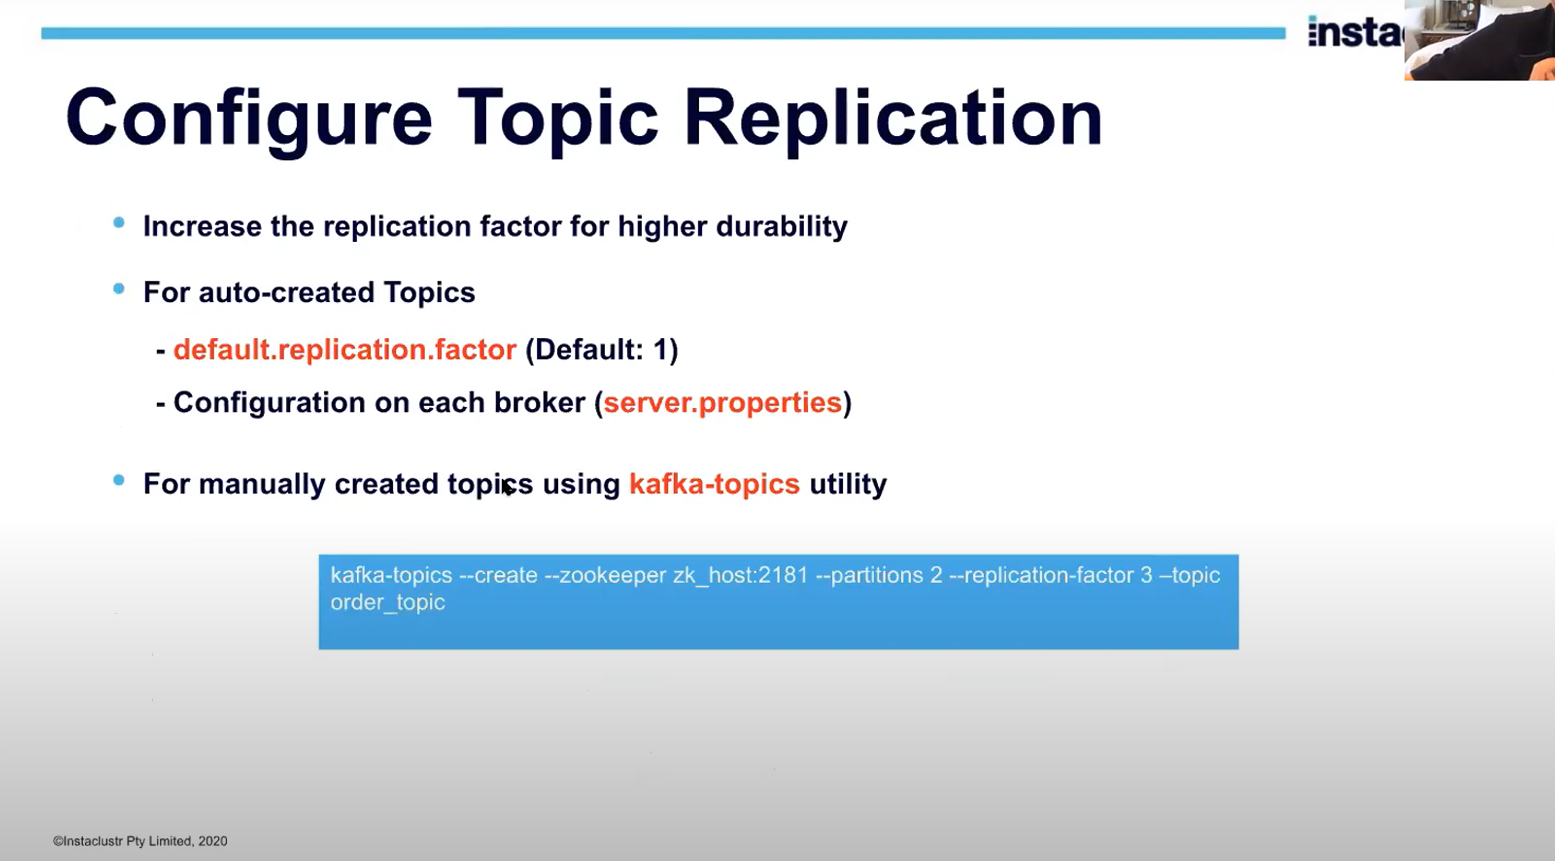 insta
Configure Topic Replication
Increase the replication factor for higher durability
For auto-created Topics
- default.replication.factor (Default: 1)
- Configuration on each broker (server.properties)
For manually created topics using kafka-topics utility
kafka-topics --create --zookeeper zk_host:2181 --partitions 2 --replication-factor 3 –topic
order_topic
©Instaclustr Pty Limited, 2020